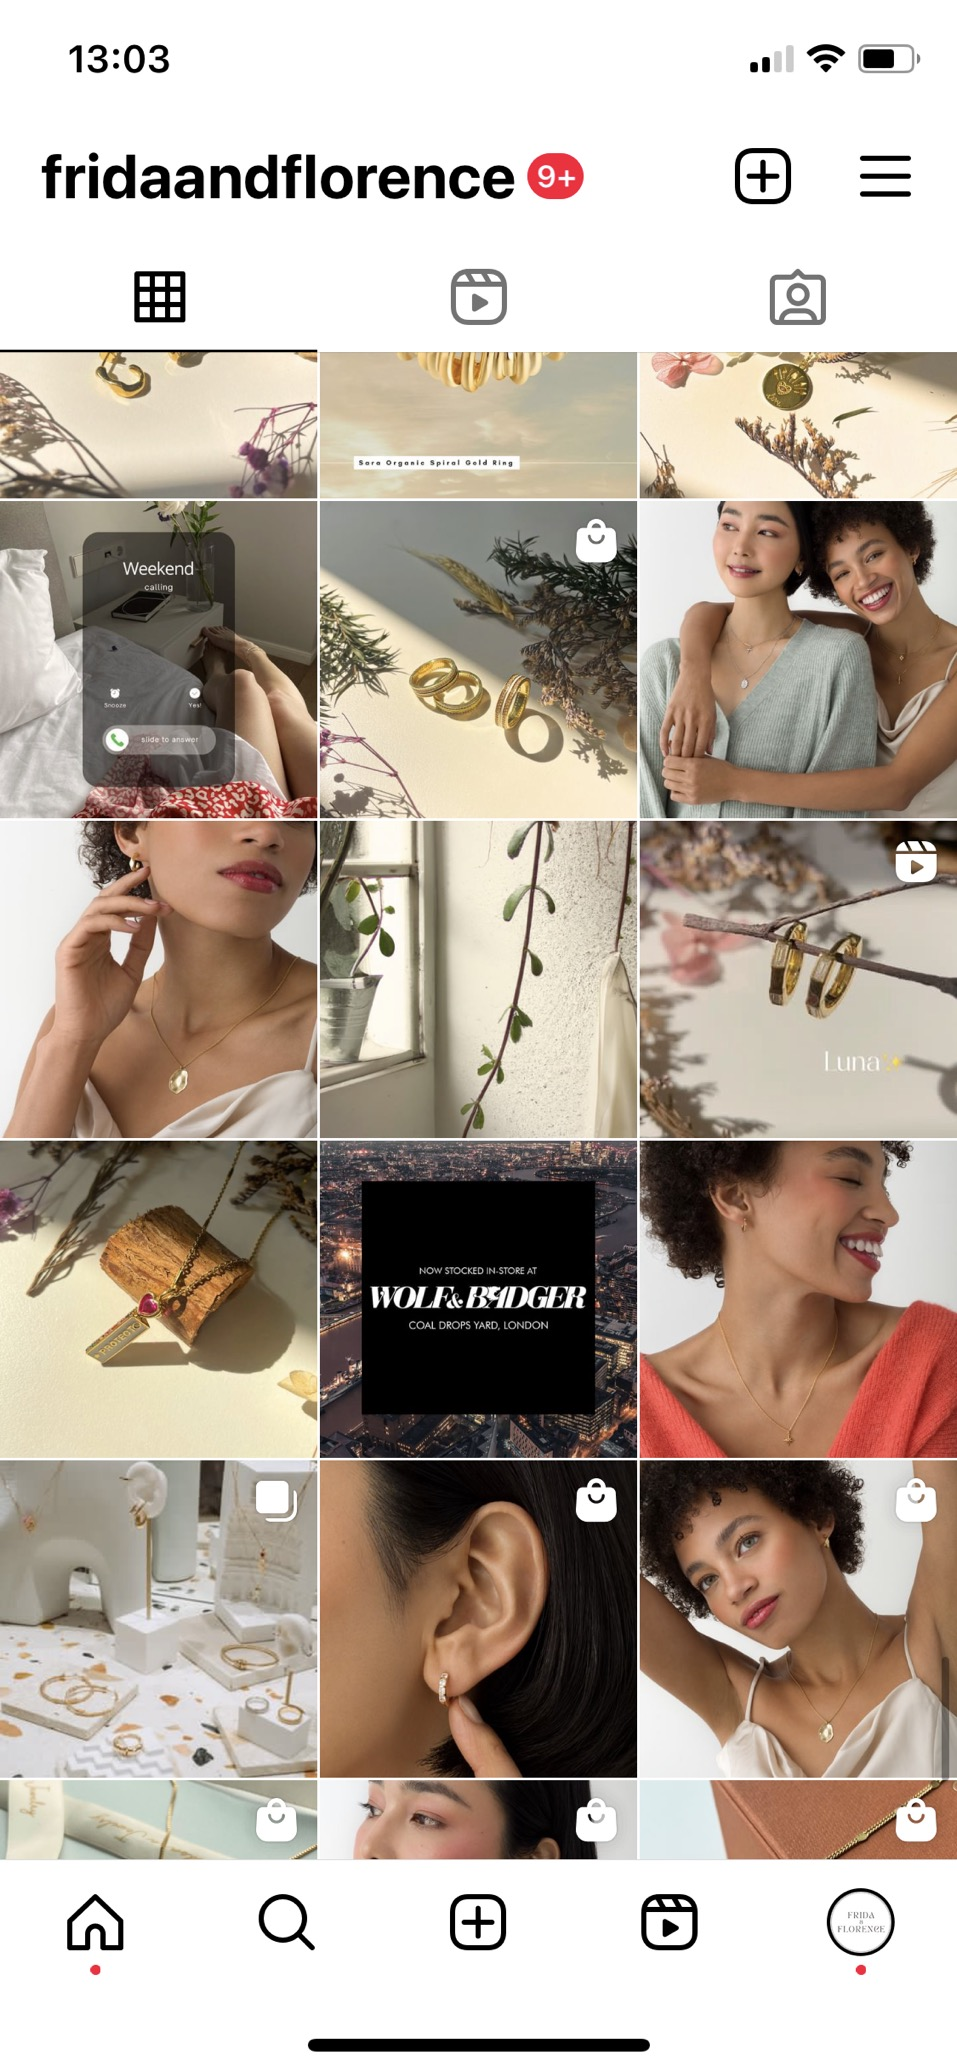 13:03
fridaandflorence 9+
Sara Organic Spiral Gold Ring
Weekend
calling
Snooze
Yes!
slide to answer
Luna
PROTECT
NOW STOCKED IN-STORE AT
WOLF & BADGER
COAL DROPS YARD, LONDON
FRIDA
FLORENCE